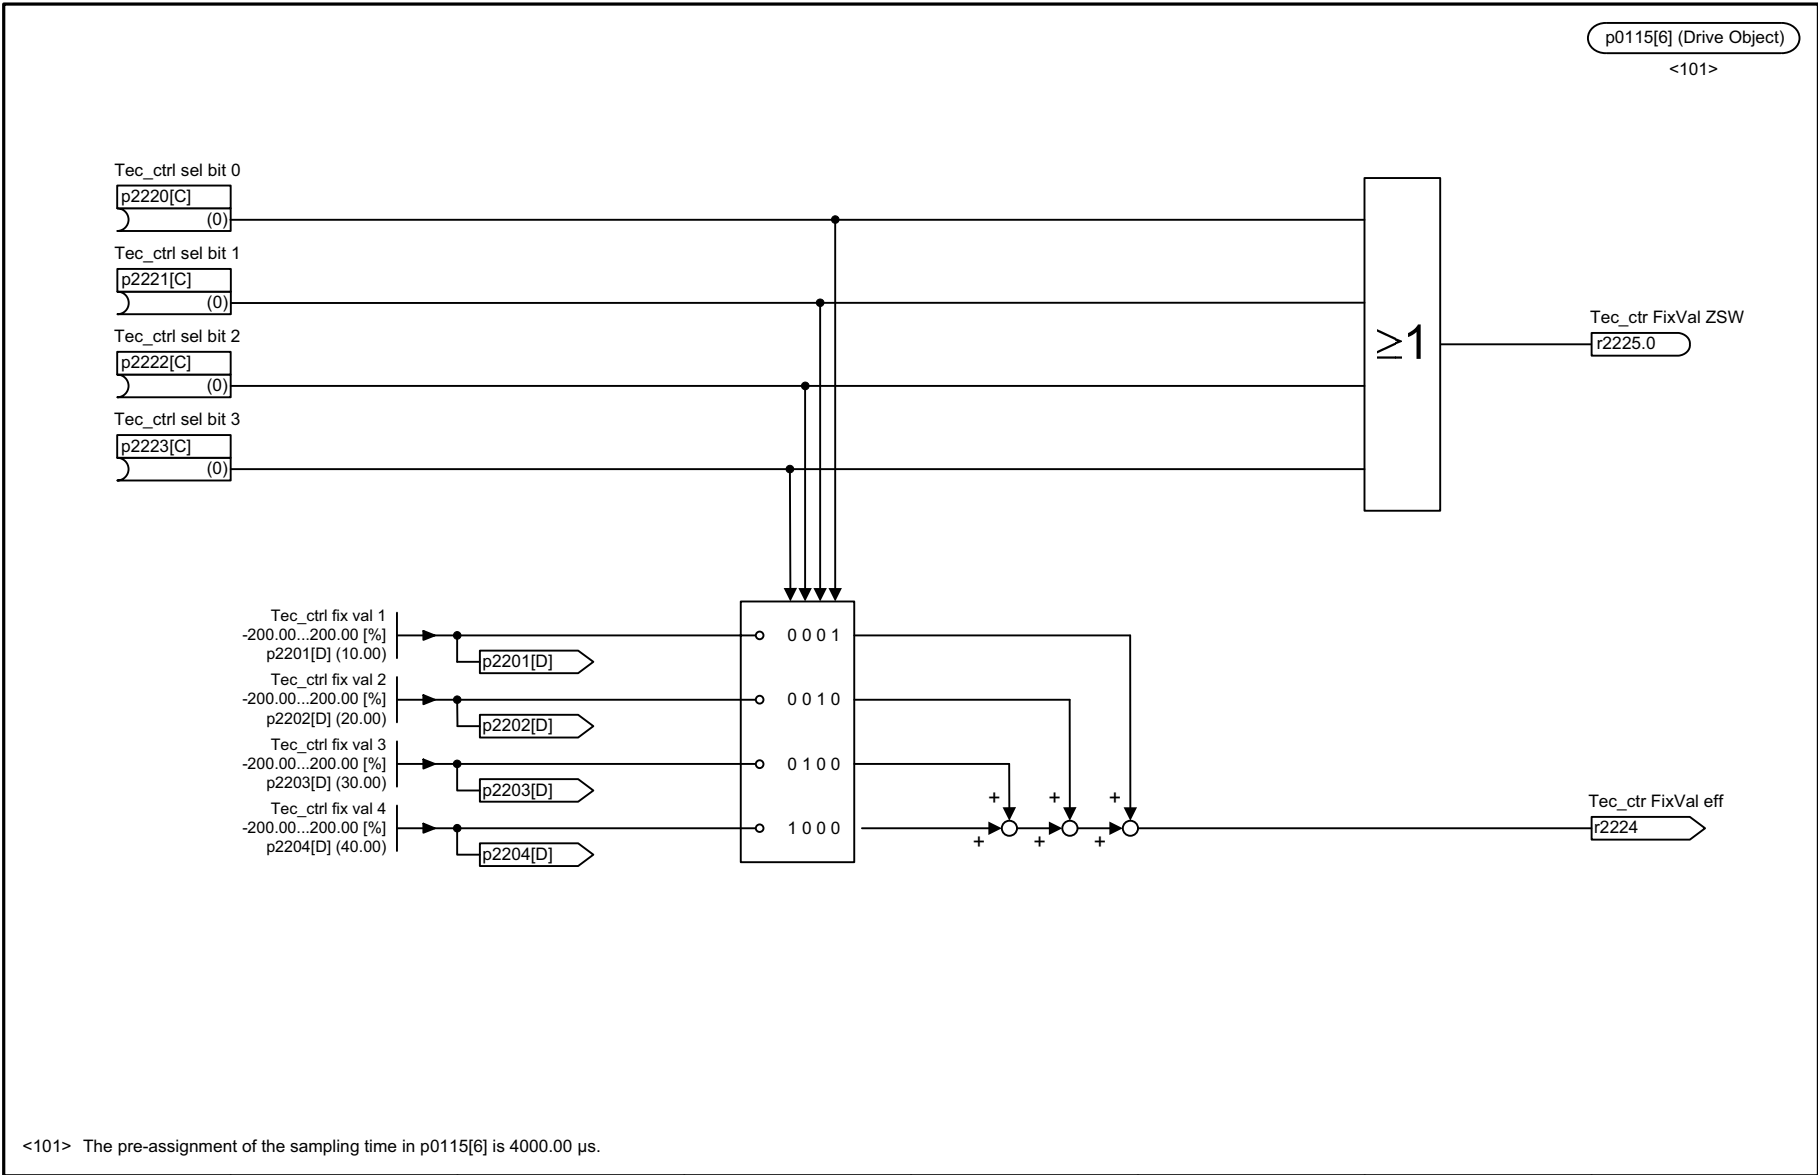 p0115[6] (Drive Object)
<101>
Tec_ctrl sel bit 0
p2220[C]
(0)
Tec_ctrl sel bit 1
p2221[C]
(0)
Tec_ctrl sel bit 2
p2222[C]
(0)
Tec_ctrl sel bit 3
p2223[C]
(0)
≥1
Tec_ctr FixVal ZSW
r2225.0
Tec_ctrl fix val 1
-200.00...200.00 [%]
p2201[D] (10.00)
p2201[D]
0 0 0 1
Tec_ctrl fix val 2
-200.00...200.00 [%]
p2202[D] (20.00)
p2202[D]
0 0 1 0
Tec_ctrl fix val 3
-200.00...200.00 [%]
p2203[D] (30.00)
p2203[D]
0 1 0 0
Tec_ctrl fix val 4
-200.00...200.00 [%]
p2204[D] (40.00)
p2204[D]
1 0 0 0
+ + +
+ + +
Tec_ctr FixVal eff
r2224
<101> The pre-assignment of the sampling time in p0115[6] is 4000.00 µs.